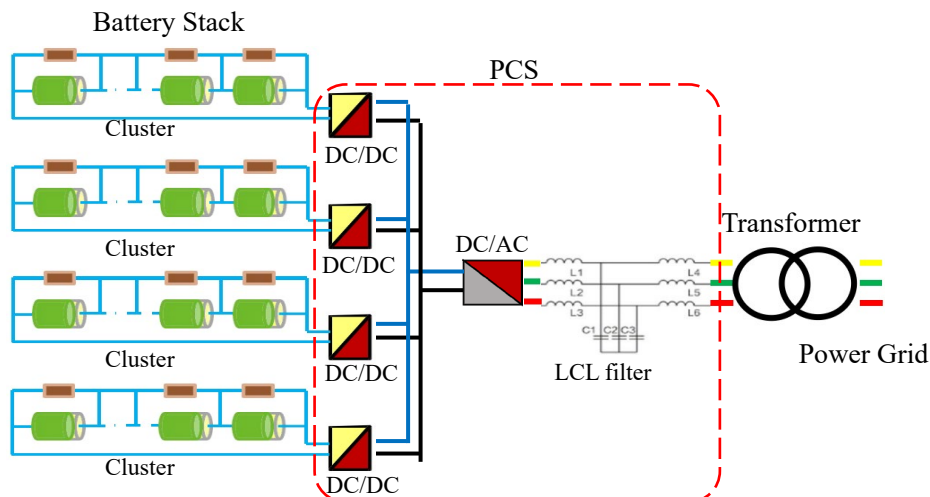 Battery Stack
PCS
Cluster
DC/DC
Cluster
DC/DC
Transformer
DC/AC
L1
L4
L2
L5
L3
L6
C1 C2 C3
Cluster
DC/DC
LCL filter
Power Grid
Cluster
DC/DC